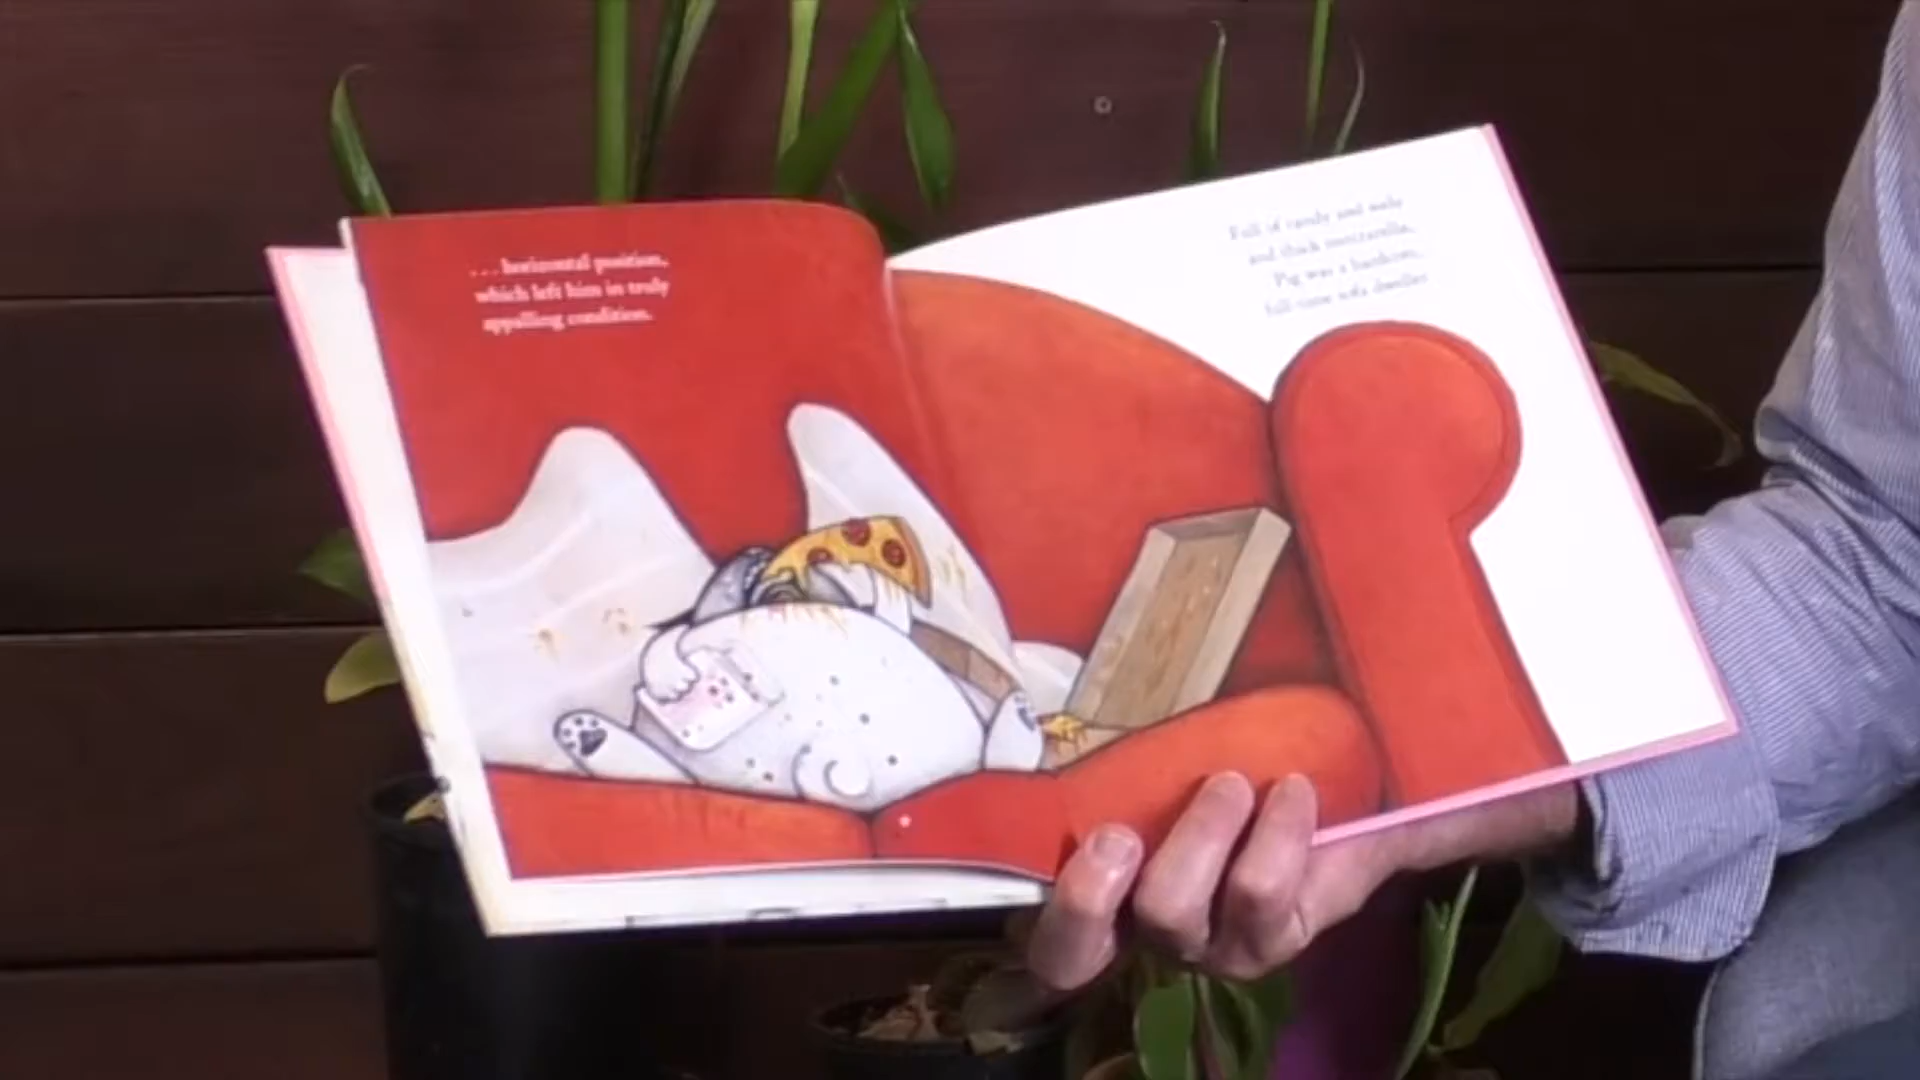 . . . horizontal position,
which left him in truly
appalling condition.
Full of candy and soda
and thick mozzarella,
Pig was a hardcore,
full-time sofa dweller.